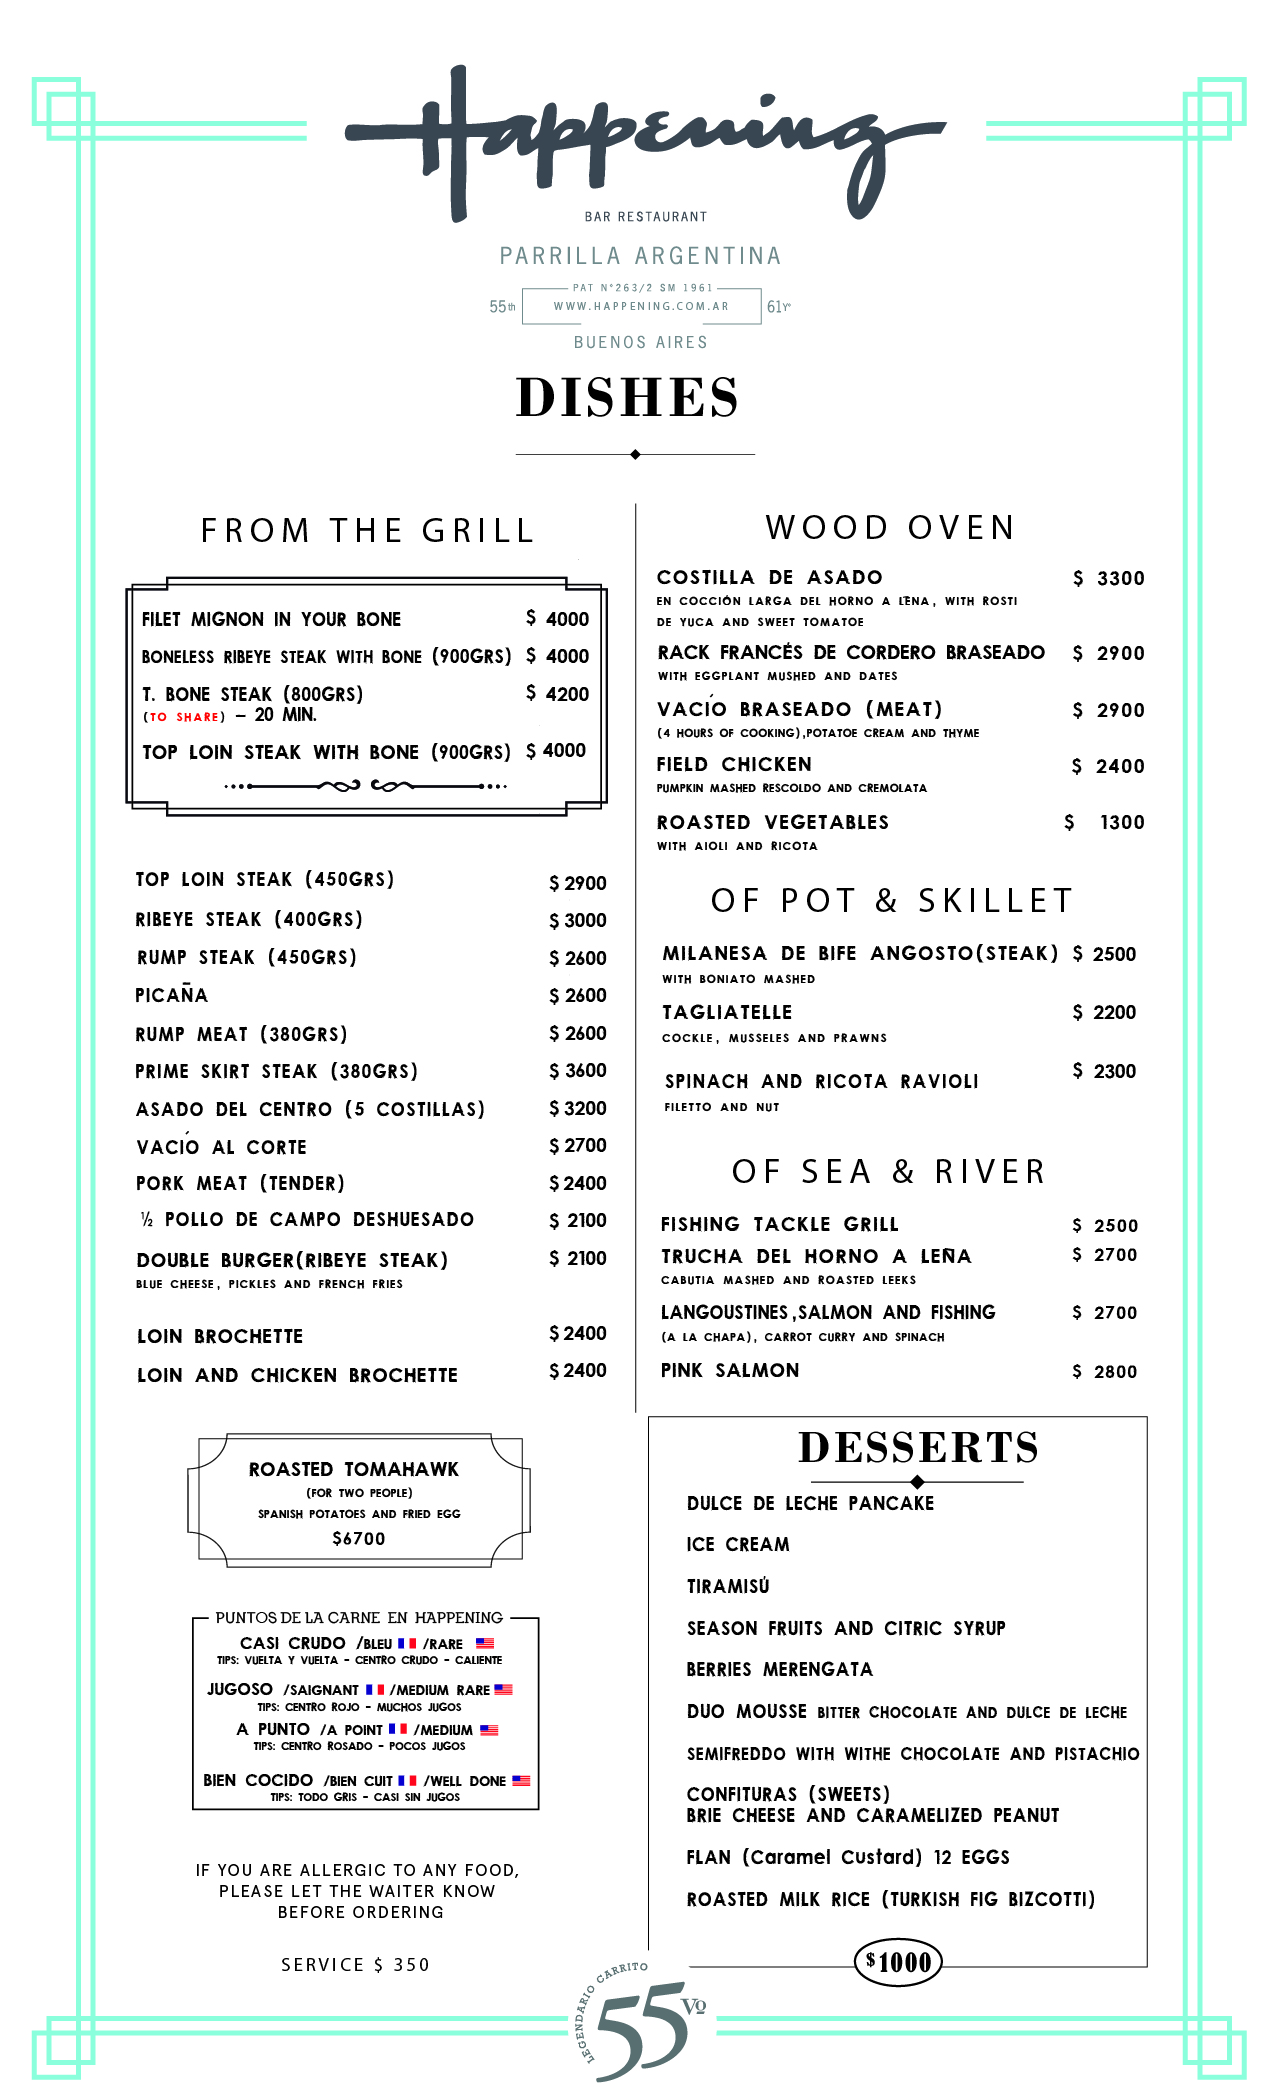 Happening
BAR RESTAURANT
PARRILLA ARGENTINA
PAT N°263/2 SM 1961
55th WWW.HAPPENING.COM.AR 61Yº
BUENOS AIRES
DISHES
FROM THE GRILL
FILET MIGNON IN YOUR BONE $ 4000
BONELESS RIBEYE STEAK WITH BONE (900GRS) $ 4000
T. BONE STEAK (800GRS) $ 4200
(TO SHARE) – 20 MIN.
TOP LOIN STEAK WITH BONE (900GRS) $ 4000
TOP LOIN STEAK (450GRS) $ 2900
RIBEYE STEAK (400GRS) $ 3000
RUMP STEAK (450GRS) $ 2600
PICAÑA $ 2600
RUMP MEAT (380GRS) $ 2600
PRIME SKIRT STEAK (380GRS) $ 3600
ASADO DEL CENTRO (5 COSTILLAS) $ 3200
VACÍO AL CORTE $ 2700
PORK MEAT (TENDER) $ 2400
½ POLLO DE CAMPO DESHUESADO $ 2100
DOUBLE BURGER(RIBEYE STEAK) $ 2100
BLUE CHEESE, PICKLES AND FRENCH FRIES
LOIN BROCHETTE $ 2400
LOIN AND CHICKEN BROCHETTE $ 2400
ROASTED TOMAHAWK
(FOR TWO PEOPLE)
SPANISH POTATOES AND FRIED EGG
$6700
PUNTOS DE LA CARNE EN HAPPENING
CASI CRUDO /BLEU /RARE
TIPS: VUELTA Y VUELTA - CENTRO CRUDO - CALIENTE
JUGOSO /SAIGNANT /MEDIUM RARE
TIPS: CENTRO ROJO - MUCHOS JUGOS
A PUNTO /A POINT /MEDIUM
TIPS: CENTRO ROSADO - POCOS JUGOS
BIEN COCIDO /BIEN CUIT /WELL DONE
TIPS: TODO GRIS - CASI SIN JUGOS
IF YOU ARE ALLERGIC TO ANY FOOD,
PLEASE LET THE WAITER KNOW
BEFORE ORDERING
SERVICE $ 350
WOOD OVEN
COSTILLA DE ASADO $ 3300
EN COCCIÓN LARGA DEL HORNO A LEÑA, WITH ROSTI
DE YUCA AND SWEET TOMATOE
RACK FRANCÉS DE CORDERO BRASEADO $ 2900
WITH EGGPLANT MUSHED AND DATES
VACÍO BRASEADO (MEAT) $ 2900
(4 HOURS OF COOKING),POTATOE CREAM AND THYME
FIELD CHICKEN $ 2400
PUMPKIN MASHED RESCOLDO AND CREMOLATA
ROASTED VEGETABLES $ 1300
WITH AIOLI AND RICOTA
OF POT & SKILLET
MILANESA DE BIFE ANGOSTO(STEAK) $ 2500
WITH BONIATO MASHED
TAGLIATELLE $ 2200
COCKLE, MUSSELES AND PRAWNS
SPINACH AND RICOTA RAVIOLI $ 2300
FILETTO AND NUT
OF SEA & RIVER
FISHING TACKLE GRILL $ 2500
TRUCHA DEL HORNO A LEÑA $ 2700
CABUTIA MASHED AND ROASTED LEEKS
LANGOUSTINES,SALMON AND FISHING $ 2700
(A LA CHAPA), CARROT CURRY AND SPINACH
PINK SALMON $ 2800
DESSERTS
DULCE DE LECHE PANCAKE
ICE CREAM
TIRAMISÚ
SEASON FRUITS AND CITRIC SYRUP
BERRIES MERENGATA
DUO MOUSSE BITTER CHOCOLATE AND DULCE DE LECHE
SEMIFREDDO WITH WITHE CHOCOLATE AND PISTACHIO
CONFITURAS (SWEETS)
BRIE CHEESE AND CARAMELIZED PEANUT
FLAN (Caramel Custard) 12 EGGS
ROASTED MILK RICE (TURKISH FIG BIZCOTTI)
$1000
LEGENDARIO CARRITO
55 Vº